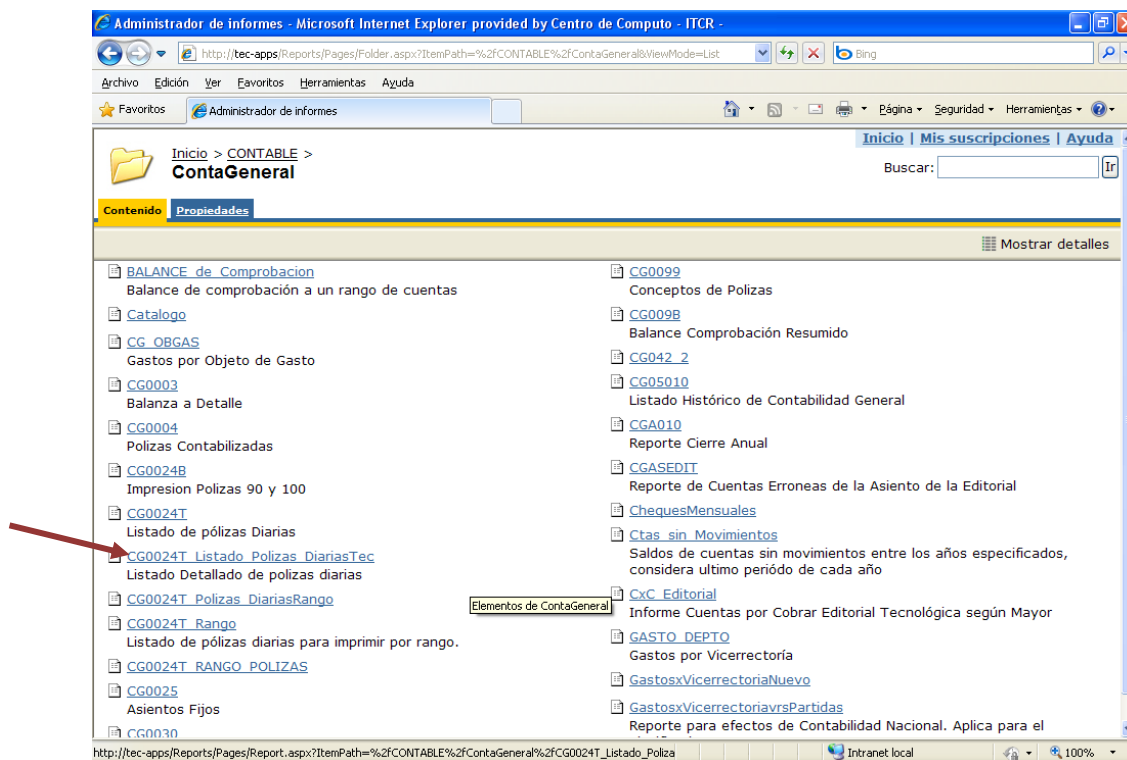 Administrador de informes - Microsoft Internet Explorer provided by Centro de Computo - ITCR -
http://tec-apps/Reports/Pages/Folder.aspx?ItemPath=%2fCONTABLE%2fContaGeneral&ViewMode=List
Bing
Archivo Edición Ver Favoritos Herramientas Ayuda
Favoritos
Administrador de informes
Página
Seguridad
Herramientas
Inicio | Mis suscripciones | Ayuda
Inicio > CONTABLE >
ContaGeneral
Buscar:
Ir
Contenido
Propiedades
Mostrar detalles
BALANCE_de_Comprobacion
Balance de comprobación a un rango de cuentas
Catalogo
CG_OBGAS
Gastos por Objeto de Gasto
CG0003
Balanza a Detalle
CG0004
Polizas Contabilizadas
CG0024B
Impresion Polizas 90 y 100
CG0024T
Listado de pólizas Diarias
CG0024T_Listado_Polizas_DiariasTec
Listado Detallado de polizas diarias
CG0024T_Polizas_DiariasRango
CG0024T_Rango
Listado de pólizas diarias para imprimir por rango.
CG0024T_RANGO_POLIZAS
CG0025
Asientos Fijos
CG0030
CG0099
Conceptos de Polizas
CG009B
Balance Comprobación Resumido
CG042_2
CG05010
Listado Histórico de Contabilidad General
CGA010
Reporte Cierre Anual
CGASEDIT
Reporte de Cuentas Erroneas de la Asiento de la Editorial
ChequesMensuales
Ctas_sin_Movimientos
Saldos de cuentas sin movimientos entre los años especificados,
considera ultimo periódo de cada año
CxC_Editorial
Informe Cuentas por Cobrar Editorial Tecnológica según Mayor
GASTO_DEPTO
Gastos por Vicerrectoría
GastosxVicerrectoriaNuevo
GastosxVicerrectoriavrsPartidas
Reporte para efectos de Contabilidad Nacional. Aplica para el
Elementos de ContaGeneral
http://tec-apps/Reports/Pages/Report.aspx?ItemPath=%2fCONTABLE%2fContaGeneral%2fCG0024T_Listado_Poliza
Intranet local
100%